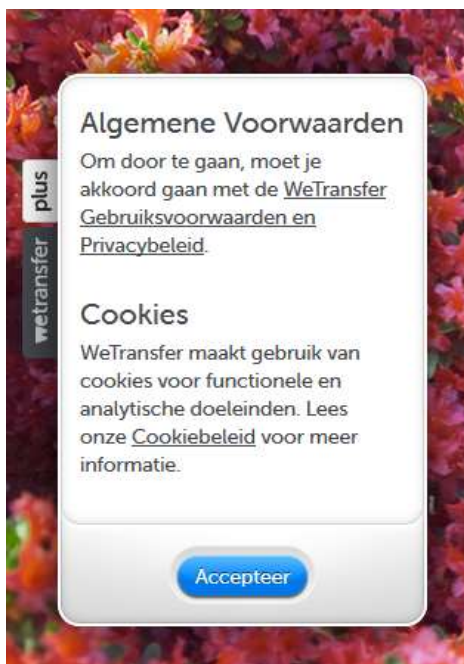 Algemene Voorwaarden
Om door te gaan, moet je
akkoord gaan met de WeTransfer
Gebruiksvoorwaarden en
Privacybeleid.
Cookies
WeTransfer maakt gebruik van
cookies voor functionele en
analytische doeleinden. Lees
onze Cookiebeleid voor meer
informatie.
Accepteer
plus
wetransfer